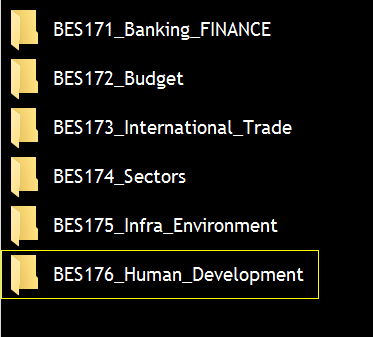 BES171_Banking_FINANCE
BES172_Budget
BES173_International_Trade
BES174_Sectors
BES175_Infra_Environment
BES176_Human_Development